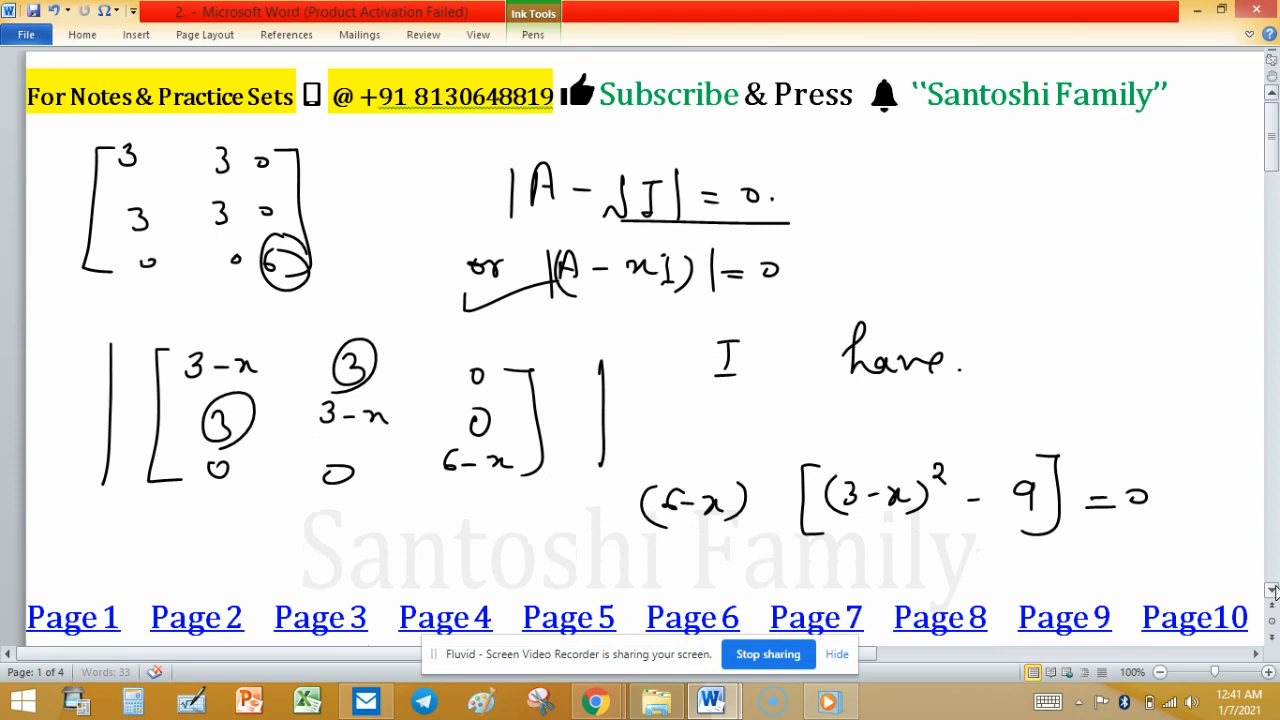 2. - Microsoft Word (Product Activation Failed)
Ink Tools
File Home Insert Page Layout References Mailings Review View Pens
For Notes & Practice Sets @ +91 8130648819 Subscribe & Press "Santoshi Family"
3 3 0
3 3 0
0 0 6
|A - λI| = 0.
or |(A - xI)| = 0
3-x 3 0
3 3-x 0
0 0 6-x
I have.
(6-x) [(3-x)² - 9] = 0
Santoshi Family
Page 1 Page 2 Page 3 Page 4 Page 5 Page 6 Page 7 Page 8 Page 9 Page10
Fluvid - Screen Video Recorder is sharing your screen. Stop sharing Hide
Page: 1 of 4 Words: 33 100%
12:41 AM
1/7/2021